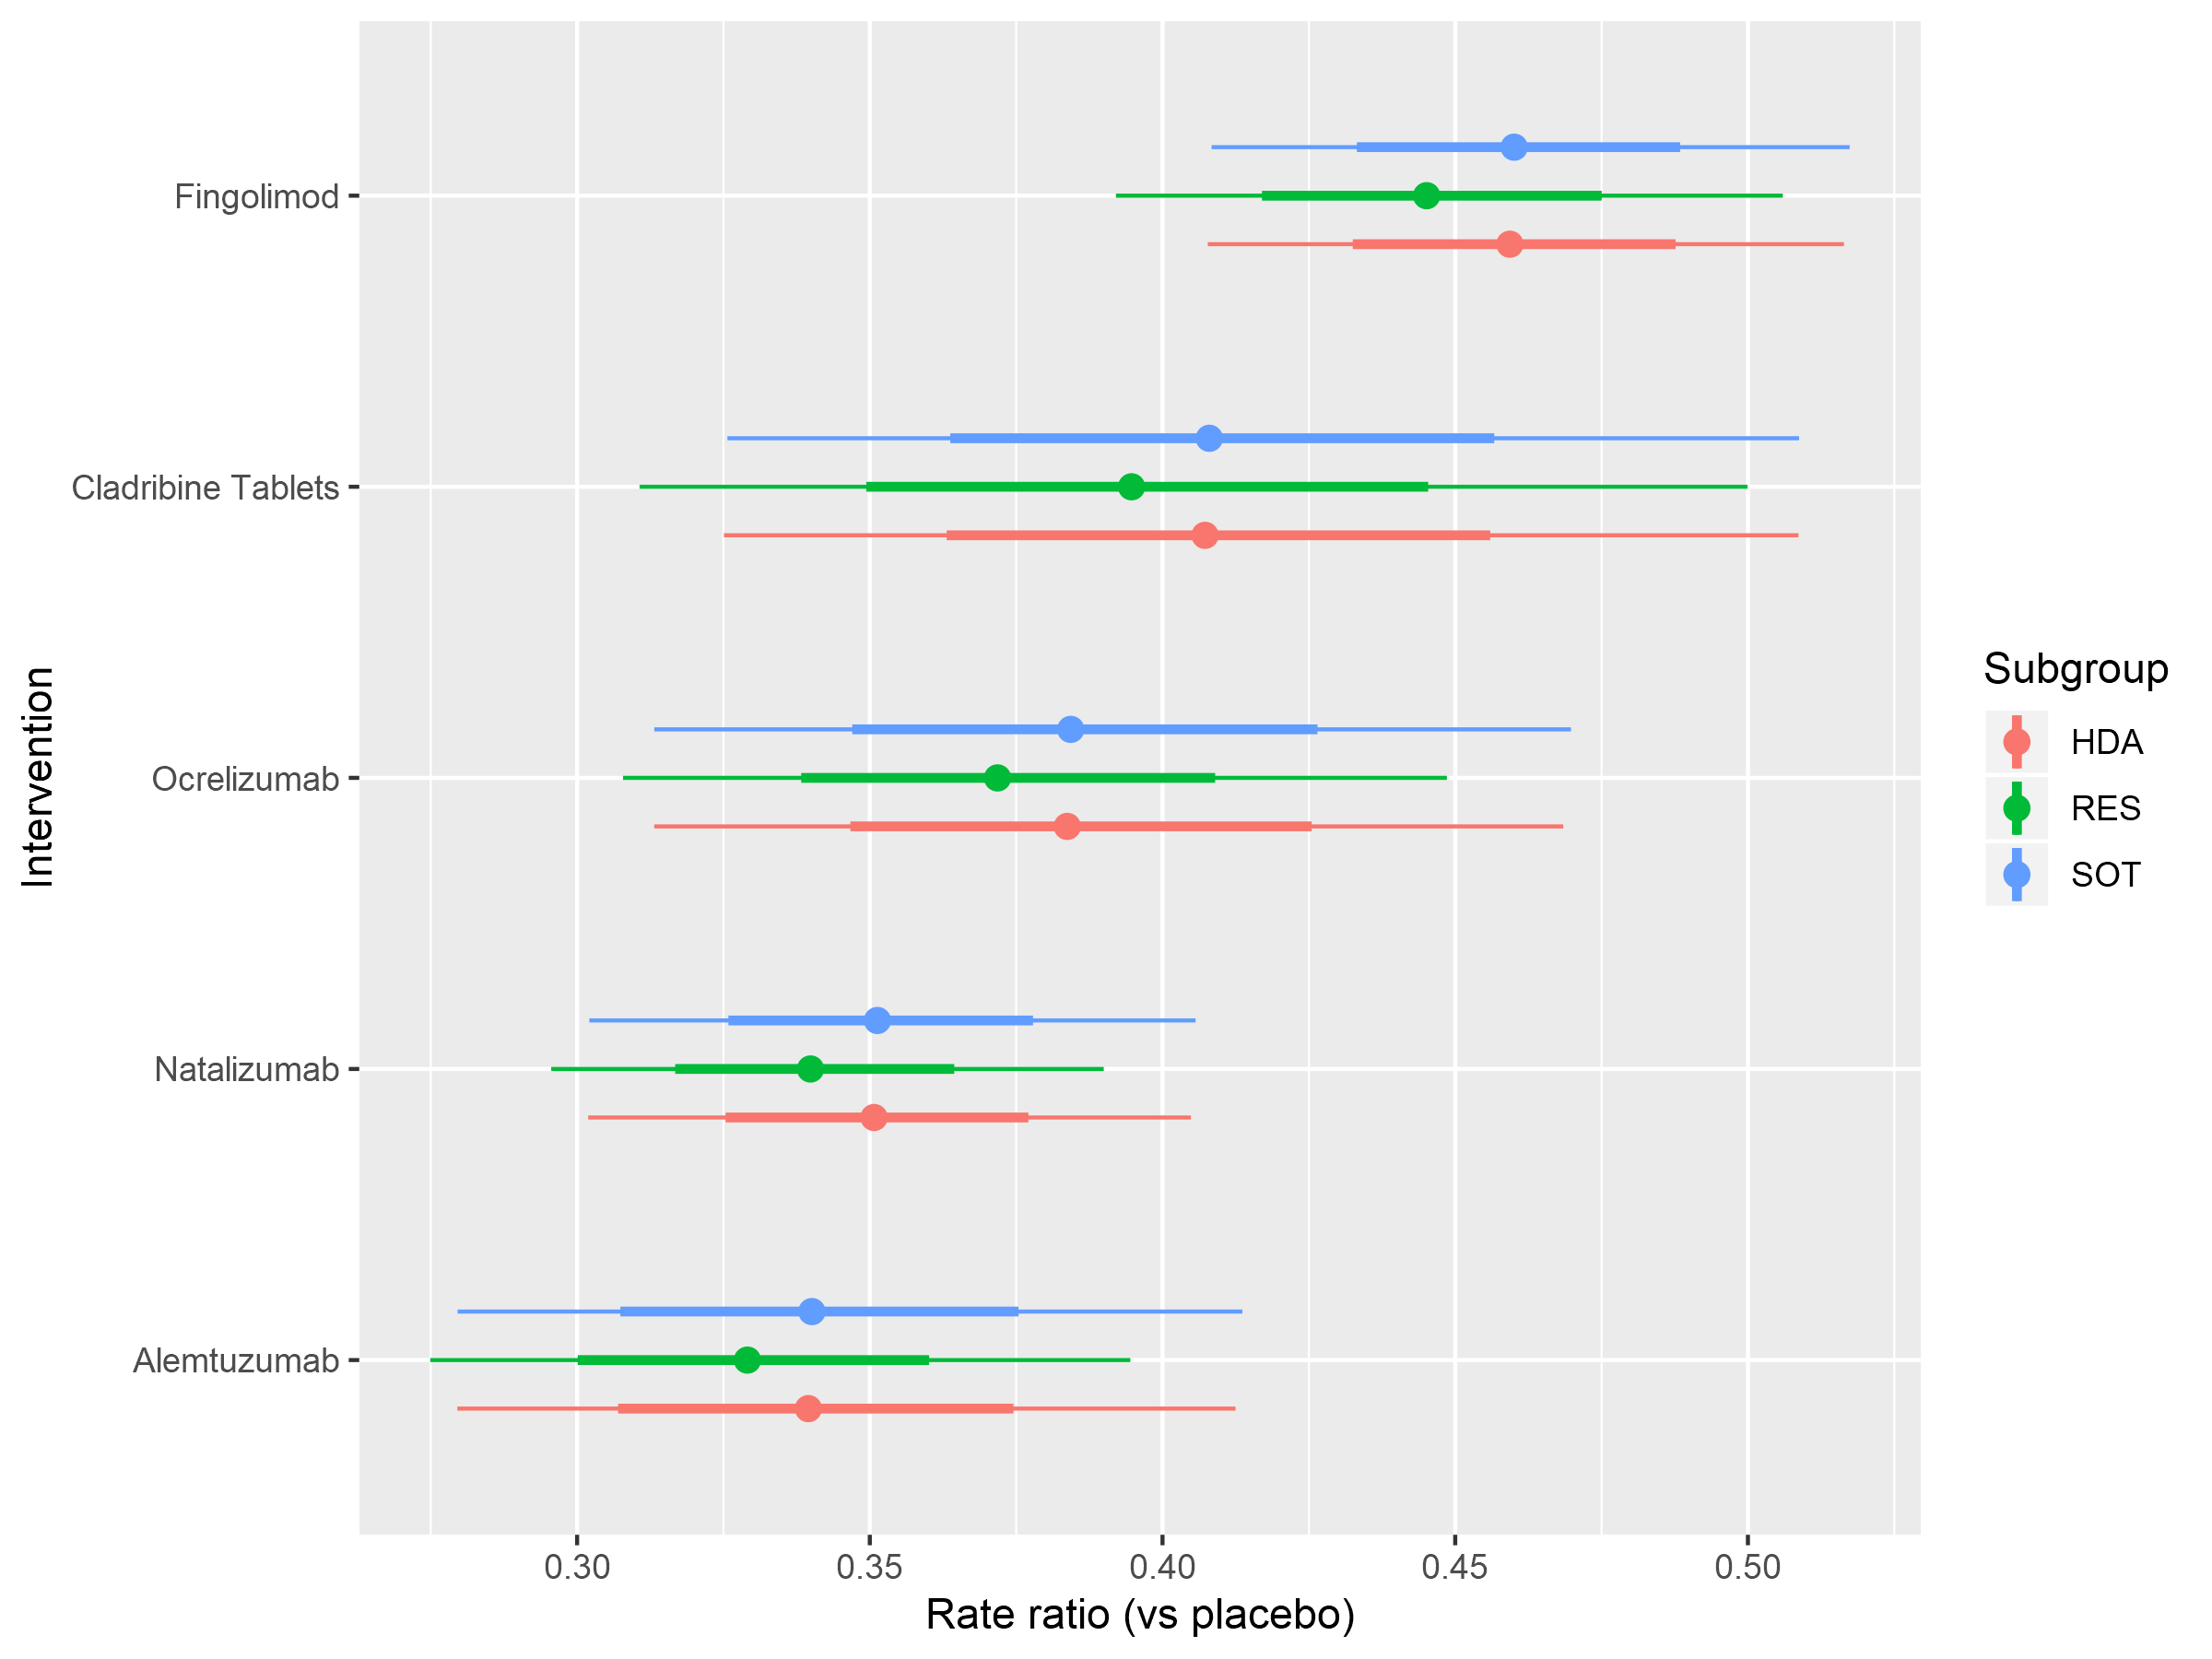 Intervention
Fingolimod
Cladribine Tablets
Ocrelizumab
Natalizumab
Alemtuzumab
0.30 0.35 0.40 0.45 0.50
Rate ratio (vs placebo)
Subgroup
HDA
RES
SOT